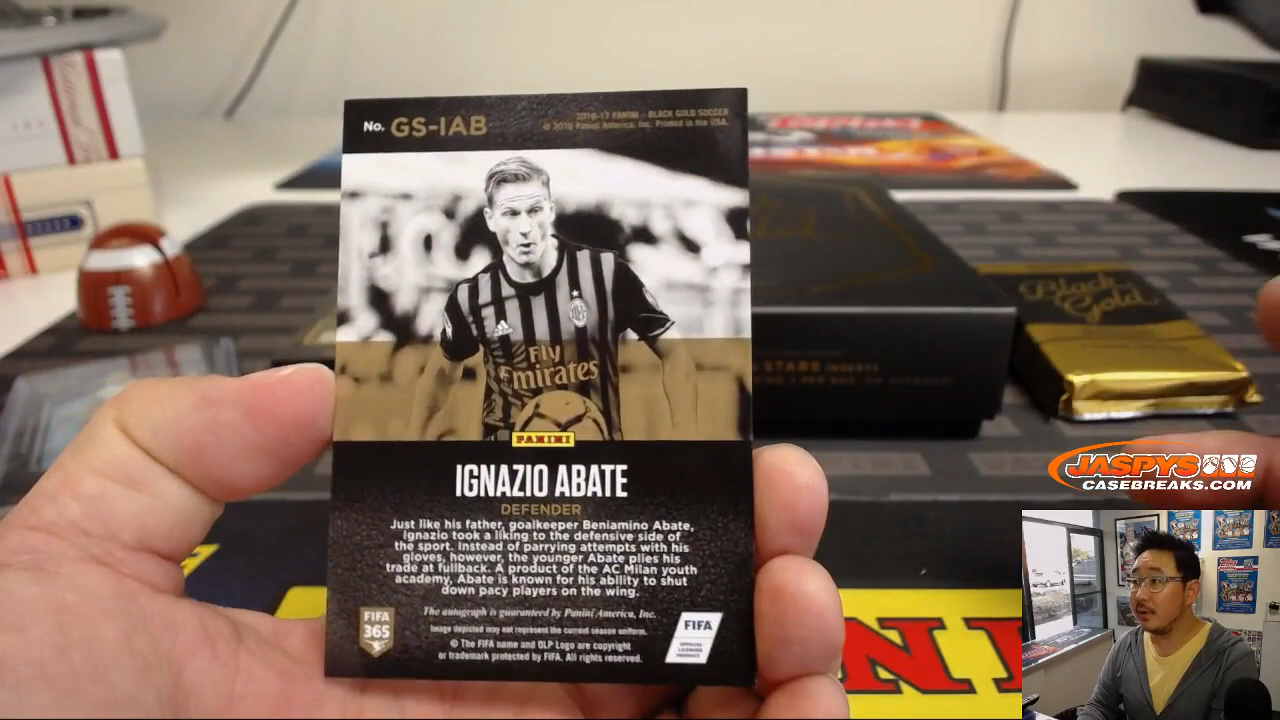 No. GS-IAB
2016-17 PANINI - BLACK GOLD SOCCER
© 2016 Panini America, Inc. Printed in the USA.
Fly
Emirates
PANINI
IGNAZIO ABATE
DEFENDER
Just like his father, goalkeeper Beniamino Abate,
Ignazio took a liking to the defensive side of
the sport. Instead of parrying attempts with his
gloves, however, the younger Abate plies his
trade at fullback. A product of the AC Milan youth
academy, Abate is known for his ability to shut
down pacy players on the wing.
The autograph is guaranteed by Panini America, Inc.
Image depicted may not represent the current season uniform.
© The FIFA name and OLP Logo are copyright
or trademark protected by FIFA. All rights reserved.
FIFA
365
FIFA
OFFICIAL
LICENSED
PRODUCT
Black
Gold
STARS INSERTS
JASPYS
CASEBREAKS.COM